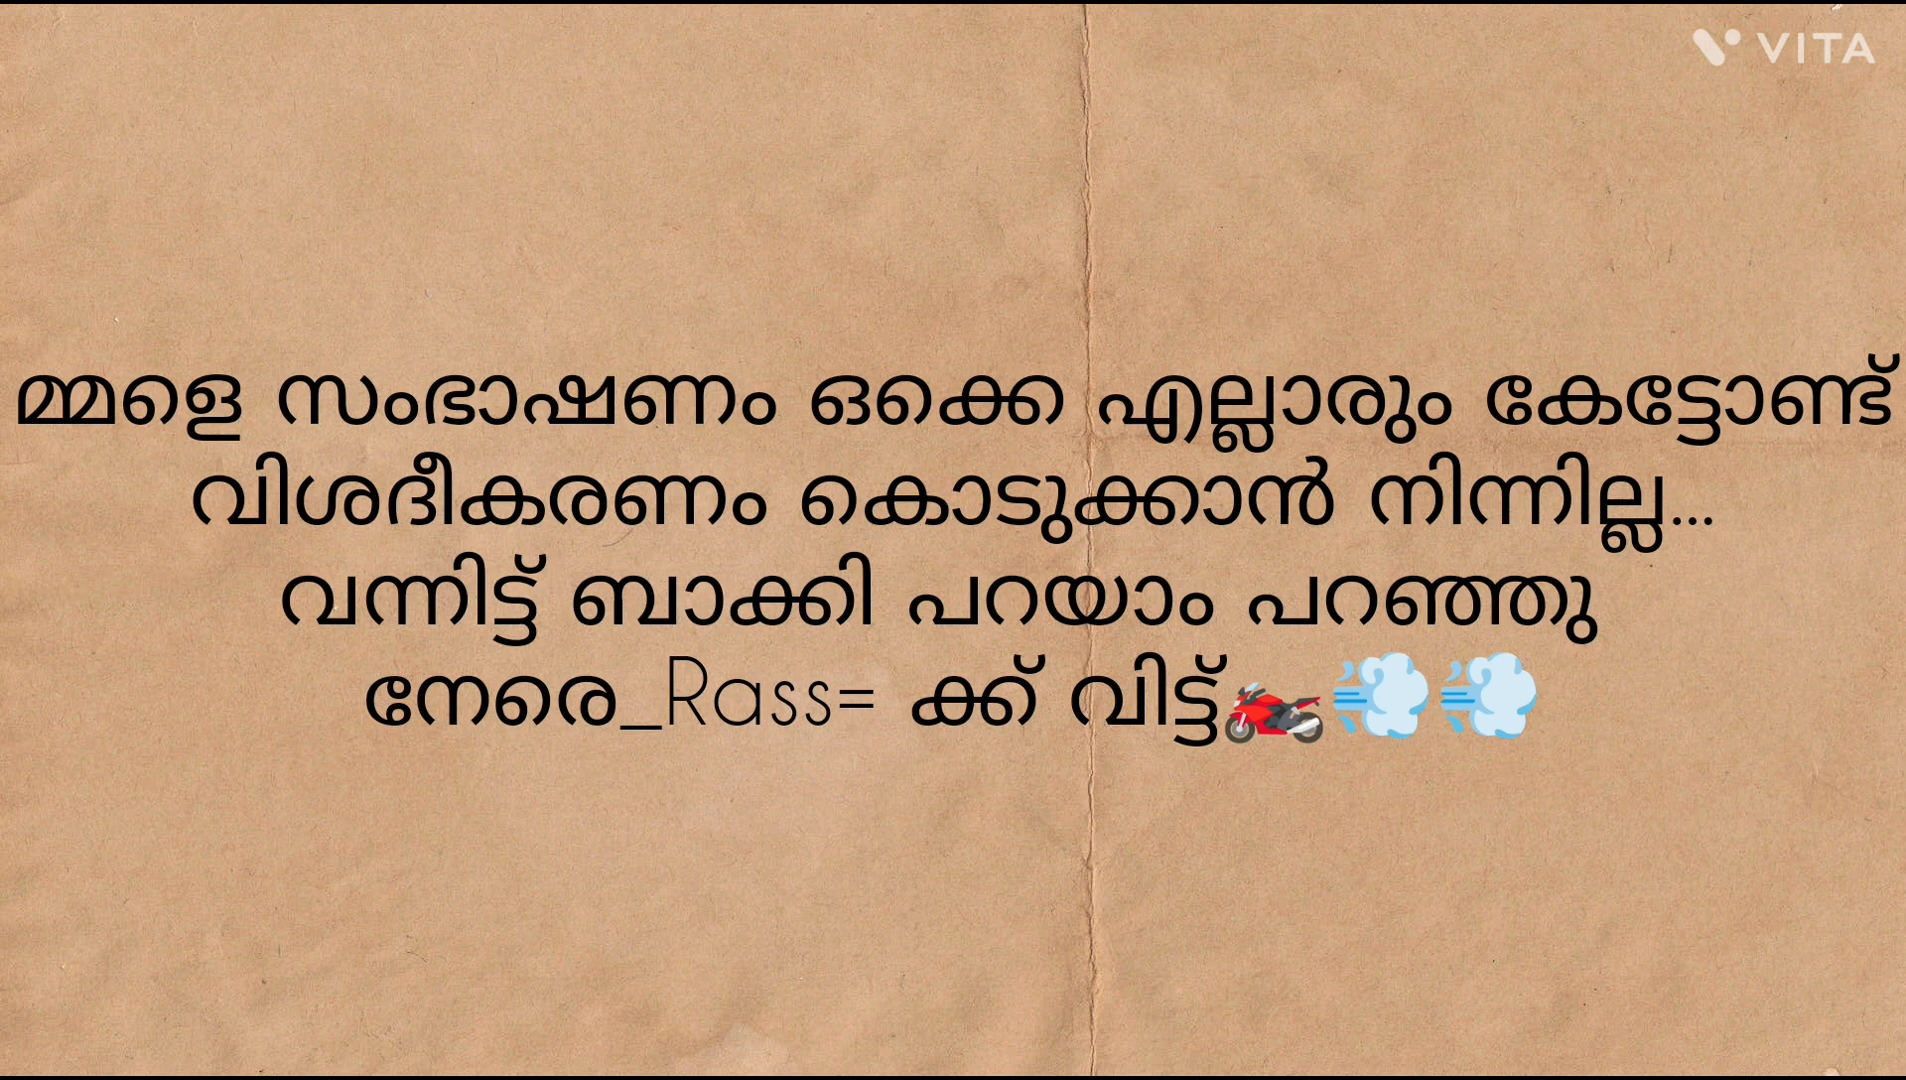 VITA
മ്മളെ സംഭാഷണം ഒക്കെ എല്ലാരും കേട്ടോണ്ട്
വിശദീകരണം കൊടുക്കാൻ നിന്നില്ല...
വന്നിട്ട് ബാക്കി പറയാം പറഞ്ഞു
നേരെ_Rass= ക്ക് വിട്ട്🏍️💨💨